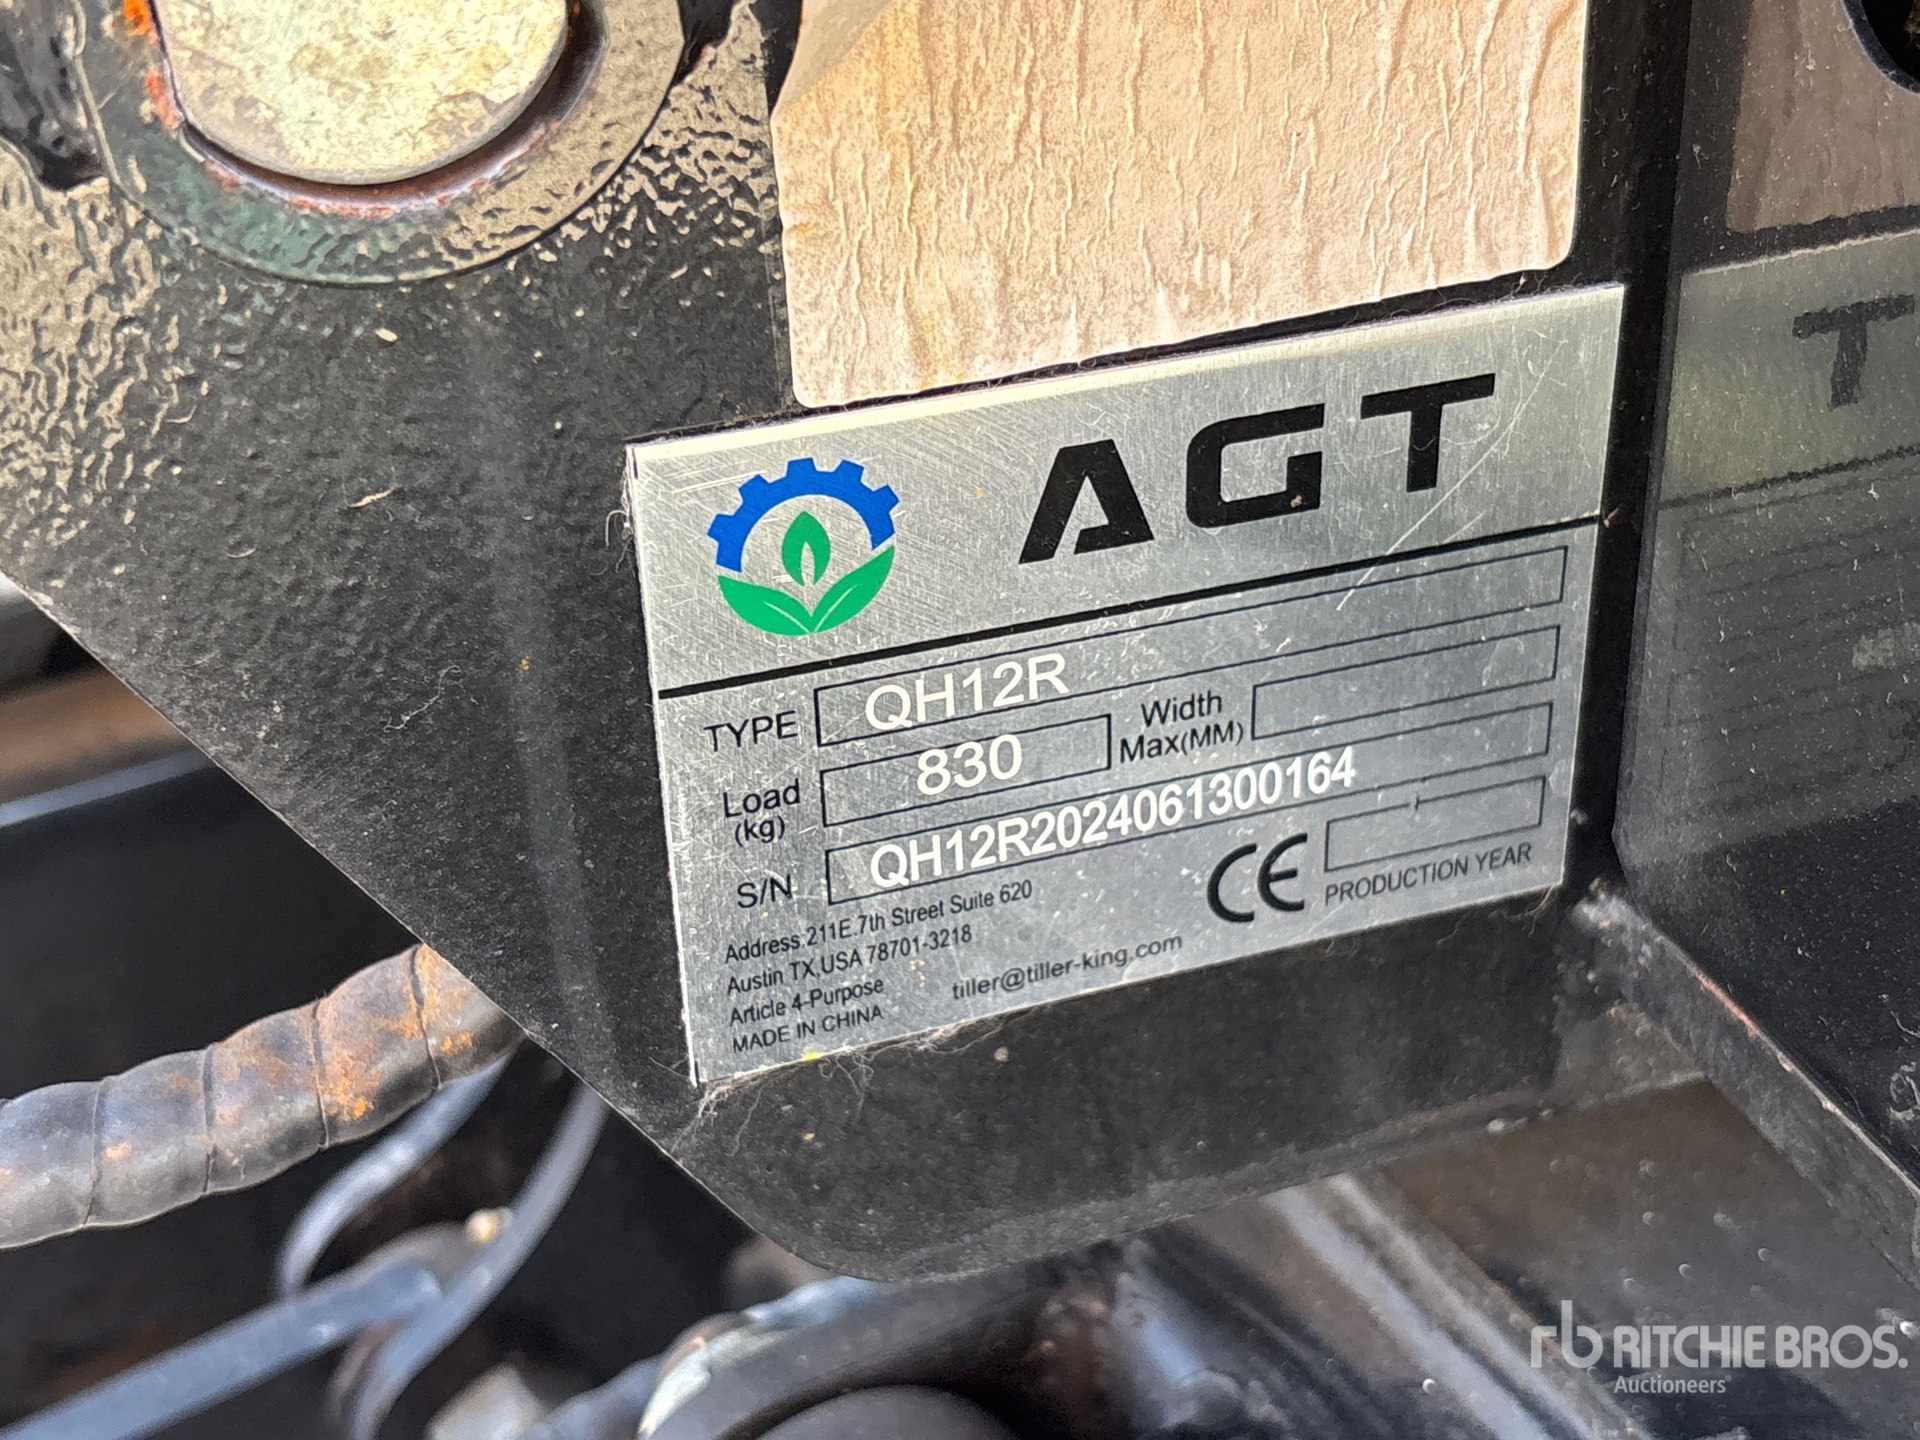 AGT
TYPE QH12R
Load (kg) 830 Width Max(MM)
S/N QH12R2024061300164
CE PRODUCTION YEAR
Address:211E.7th Street Suite 620
Austin TX,USA 78701-3218
Article 4-Purpose
MADE IN CHINA
tiller@tiller-king.com
T
rb RITCHIE BROS.
Auctioneers